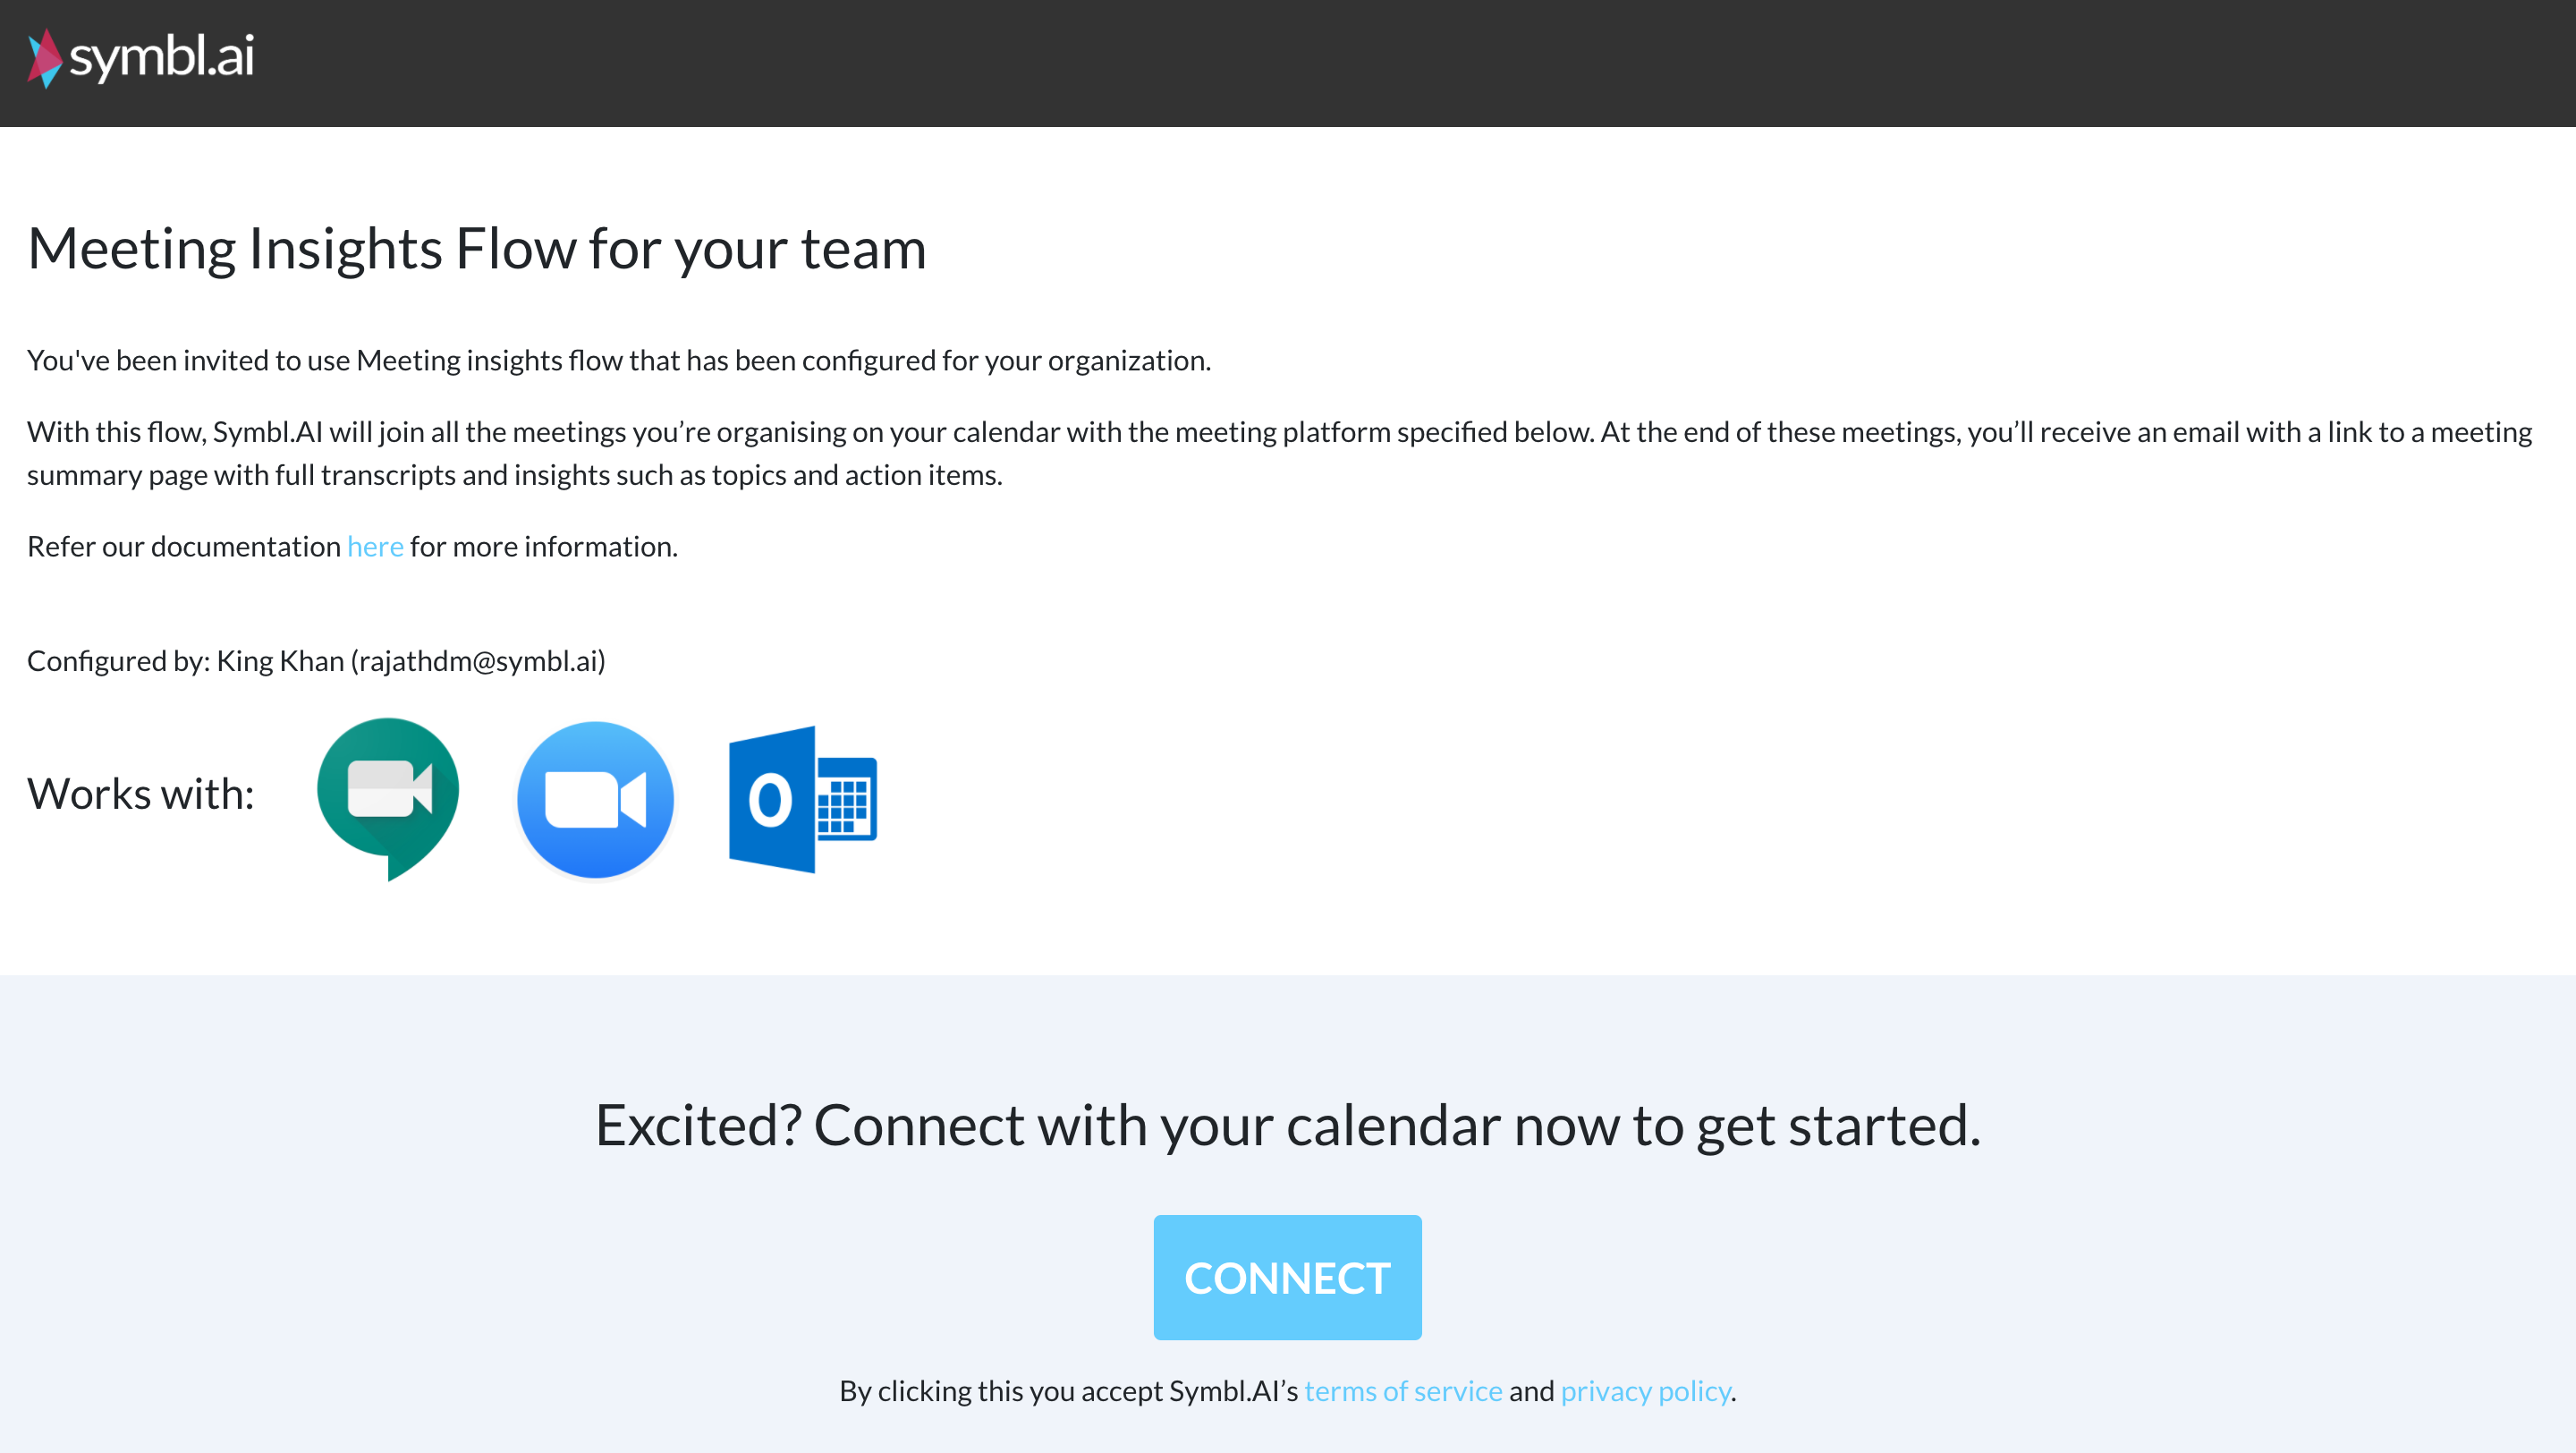 symbl.ai
Meeting Insights Flow for your team
You've been invited to use Meeting insights flow that has been configured for your organization.
With this flow, Symbl.AI will join all the meetings you’re organising on your calendar with the meeting platform specified below. At the end of these meetings, you’ll receive an email with a link to a meeting
summary page with full transcripts and insights such as topics and action items.
Refer our documentation here for more information.
Configured by: King Khan (rajathdm@symbl.ai)
Works with:
O
Excited? Connect with your calendar now to get started.
CONNECT
By clicking this you accept Symbl.AI’s terms of service and privacy policy.